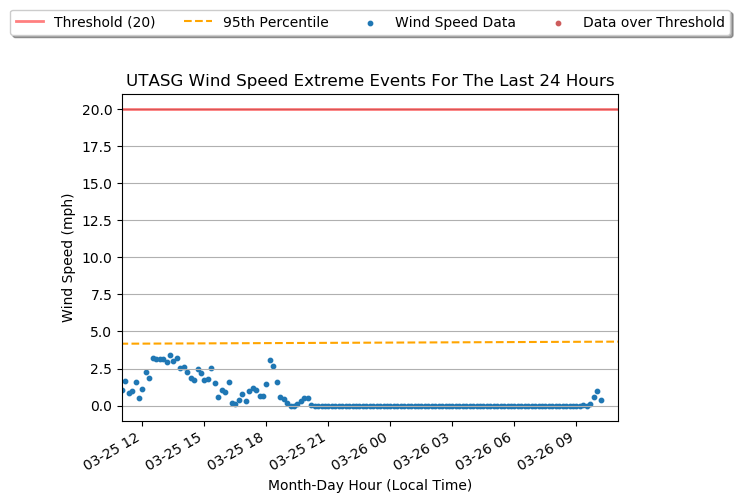 Threshold (20) 95th Percentile Wind Speed Data Data over Threshold
UTASG Wind Speed Extreme Events For The Last 24 Hours
20.0
17.5
15.0
12.5
10.0
7.5
5.0
2.5
0.0
Wind Speed (mph)
03-25 12 03-25 15 03-25 18 03-25 21 03-26 00 03-26 03 03-26 06 03-26 09
Month-Day Hour (Local Time)